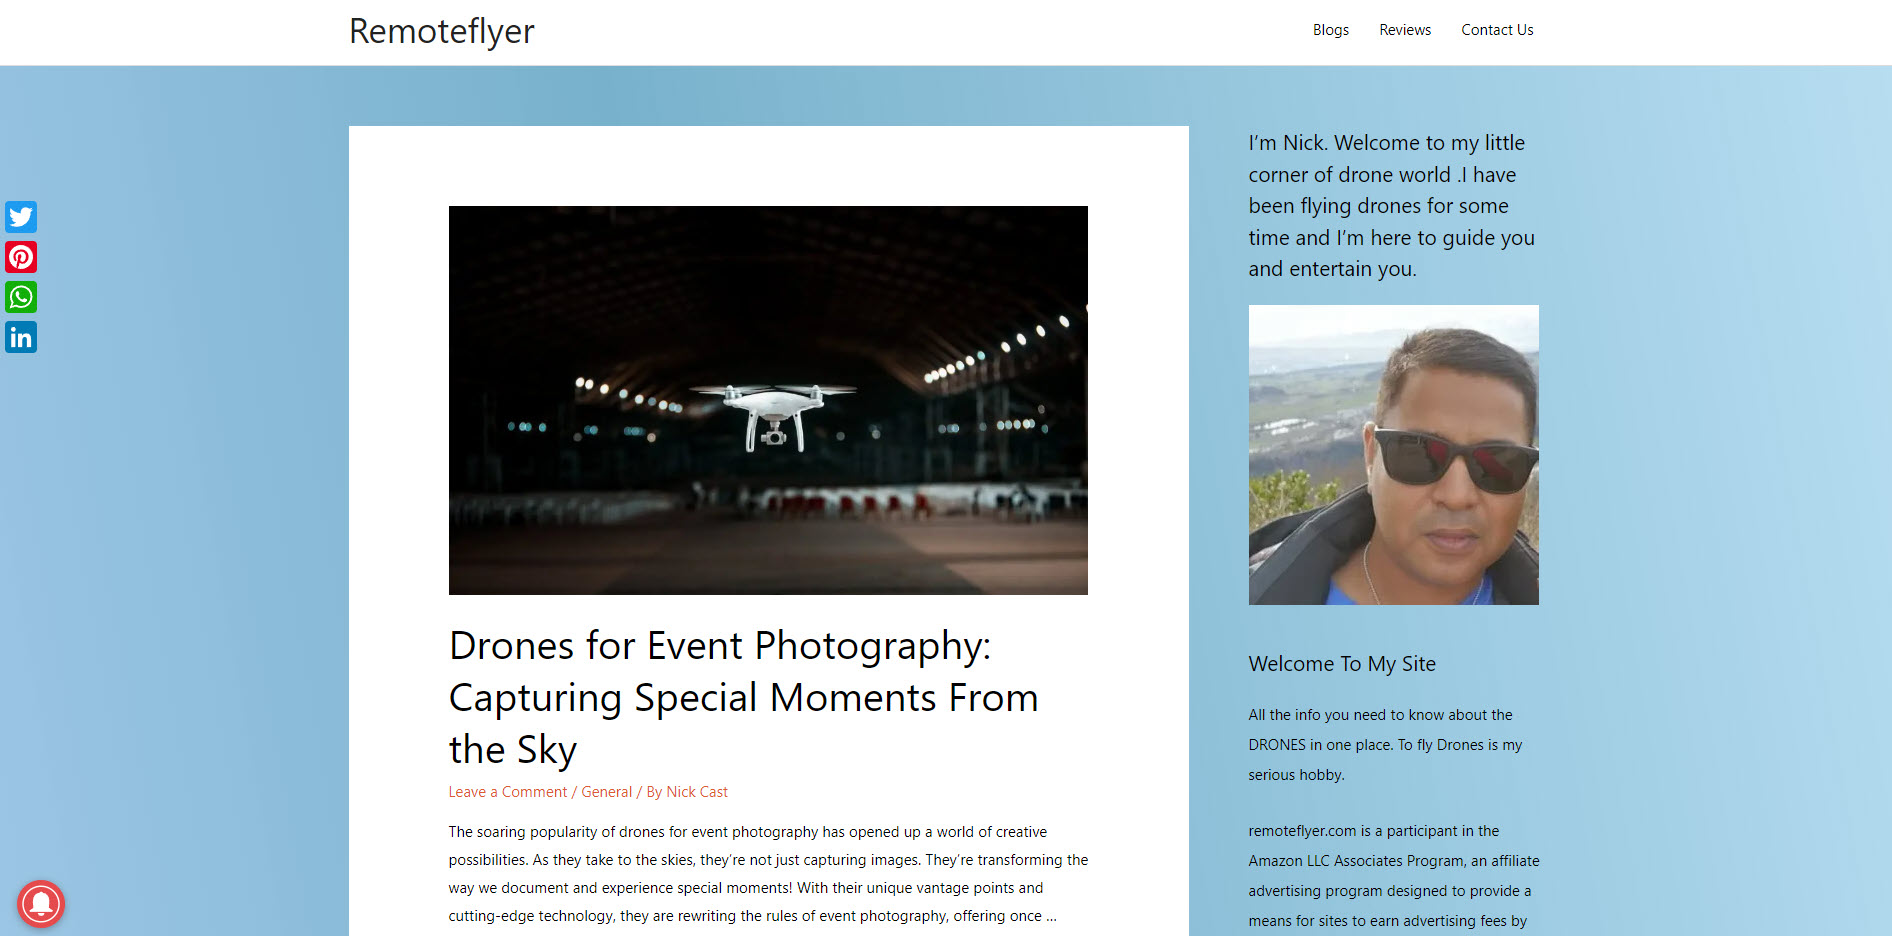 Remoteflyer
Blogs
Reviews
Contact Us
Drones for Event Photography:
Capturing Special Moments From
the Sky
Leave a Comment / General / By Nick Cast
The soaring popularity of drones for event photography has opened up a world of creative
possibilities. As they take to the skies, they’re not just capturing images. They’re transforming the
way we document and experience special moments! With their unique vantage points and
cutting-edge technology, they are rewriting the rules of event photography, offering once ...
I’m Nick. Welcome to my little
corner of drone world .I have
been flying drones for some
time and I’m here to guide you
and entertain you.
Welcome To My Site
All the info you need to know about the
DRONES in one place. To fly Drones is my
serious hobby.
remoteflyer.com is a participant in the
Amazon LLC Associates Program, an affiliate
advertising program designed to provide a
means for sites to earn advertising fees by